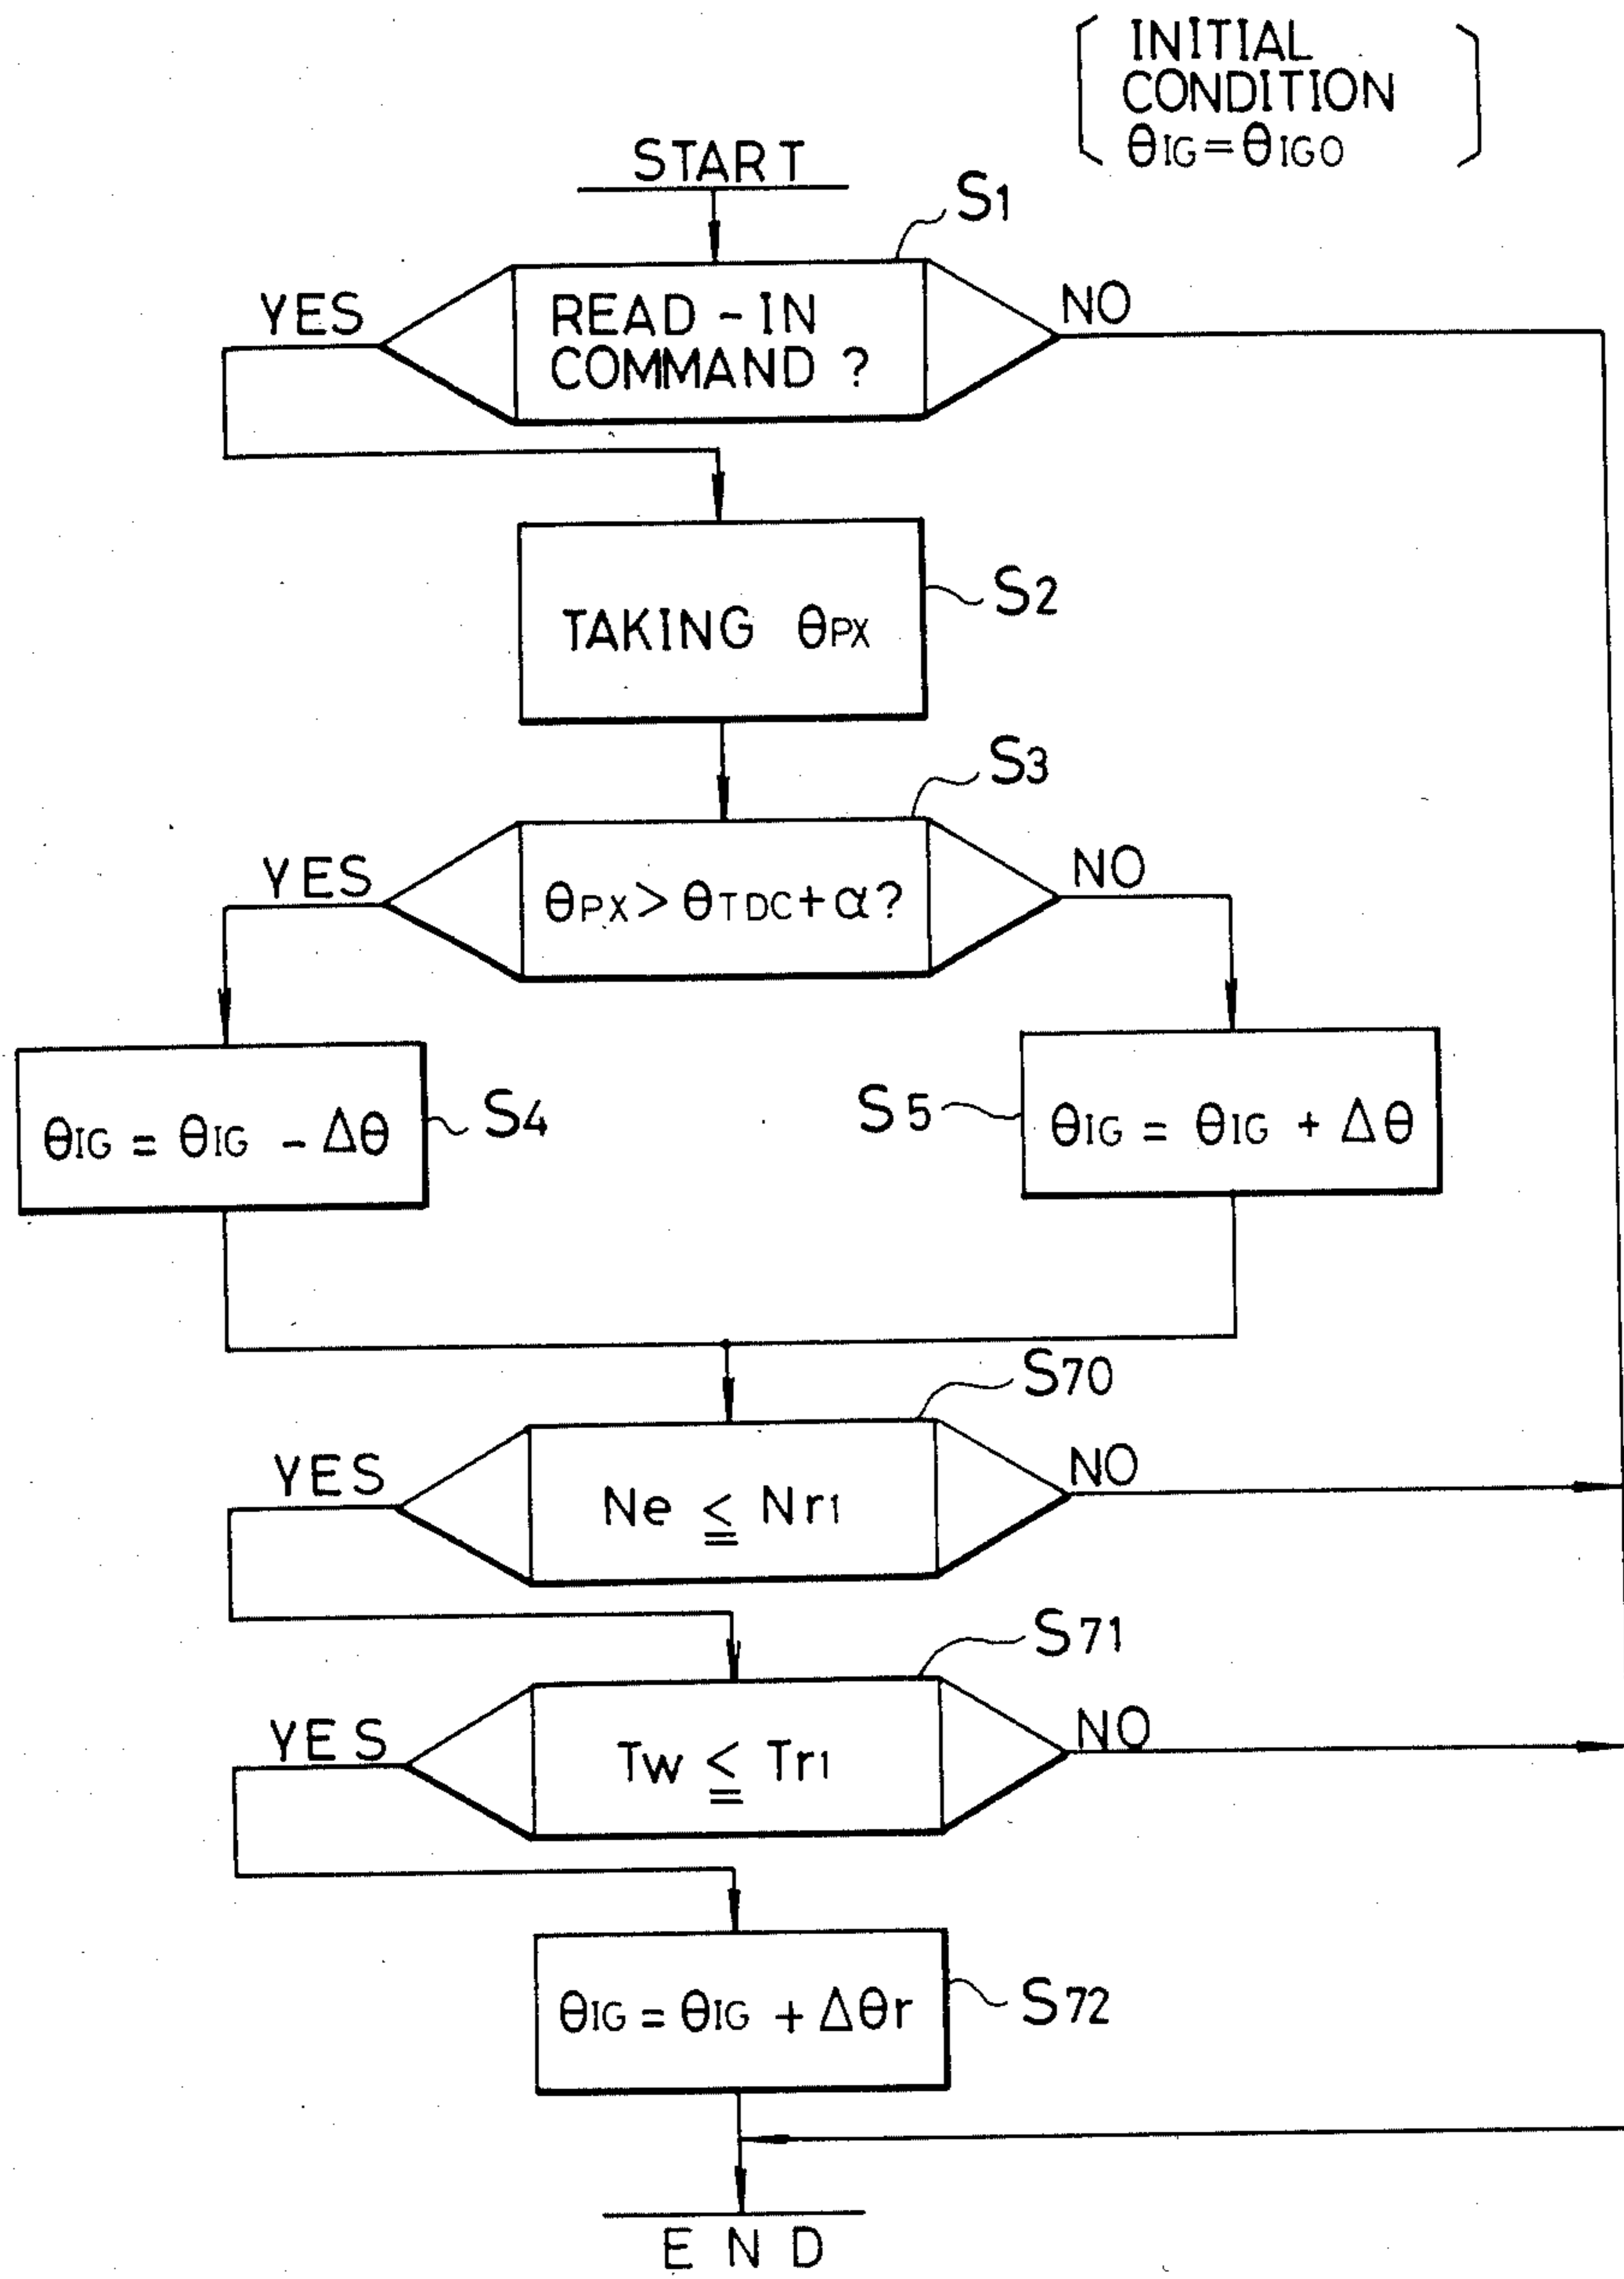 INITIAL
CONDITION
θIG = θIGO
START
S1
YES
READ - IN
COMMAND ?
NO
S2
TAKING θPX
S3
YES
θPX > θTDC + α?
NO
θIG = θIG - Δθ
S4
S5
θIG = θIG + Δθ
S70
YES
Ne ≦ Nr1
NO
S71
YES
Tw ≦ Tr1
NO
θIG = θIG + Δθr
S72
END